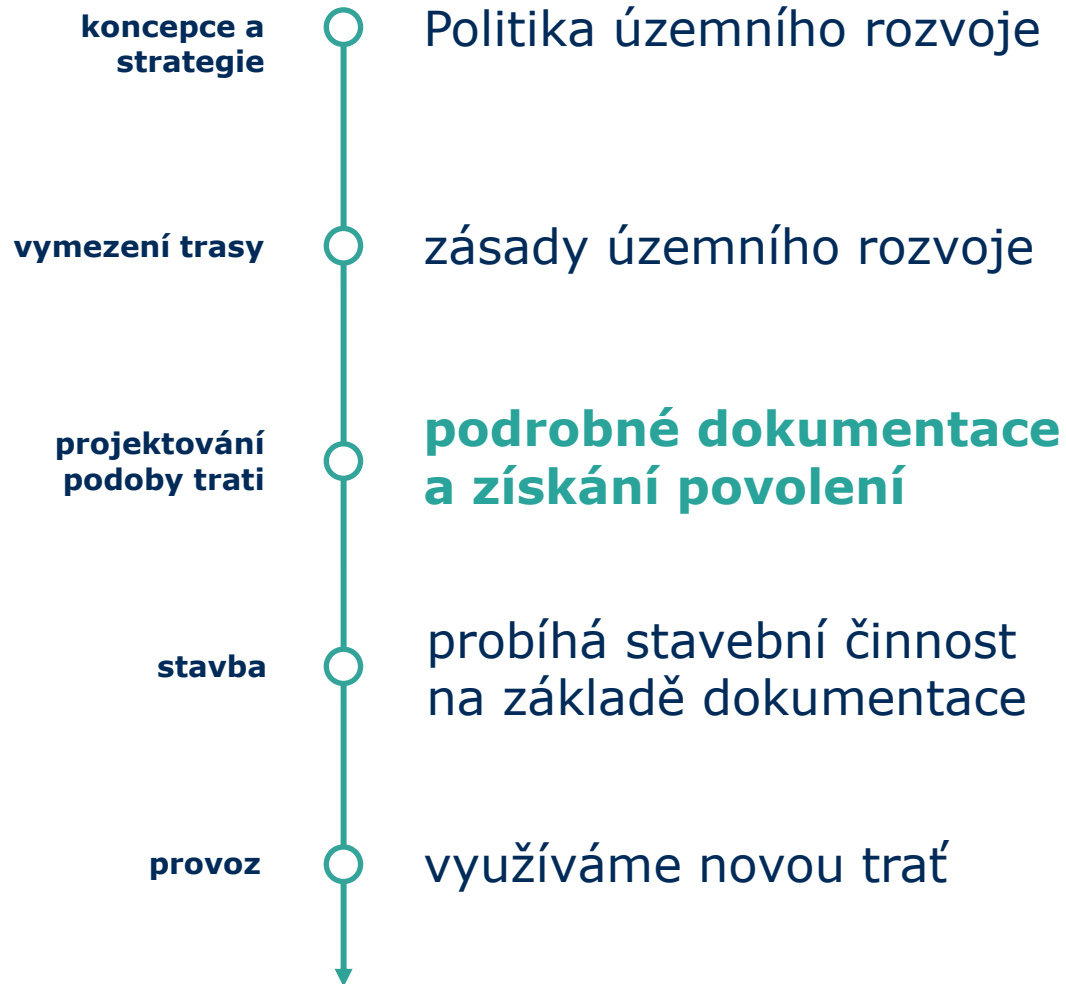 koncepce a
strategie
Politika územního rozvoje
vymezení trasy
zásady územního rozvoje
projektování
podoby trati
podrobné dokumentace
a získání povolení
stavba
probíhá stavební činnost
na základě dokumentace
provoz
využíváme novou trať